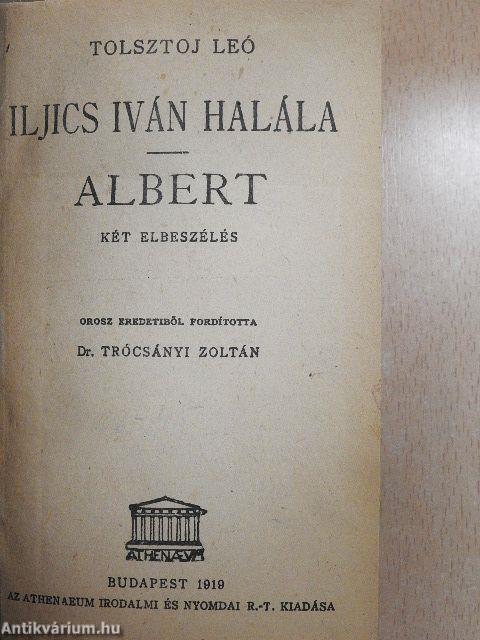 TOLSZTOJ LEÓ
ILJICS IVÁN HALÁLA
ALBERT
KÉT ELBESZÉLÉS
OROSZ EREDETIBŐL FORDÍTOTTA
Dr. TRÓCSÁNYI ZOLTÁN
ATHENÆVM
BUDAPEST 1919
AZ ATHENAEUM IRODALMI ÉS NYOMDAI R.-T. KIADÁSA
Antikvárium.hu